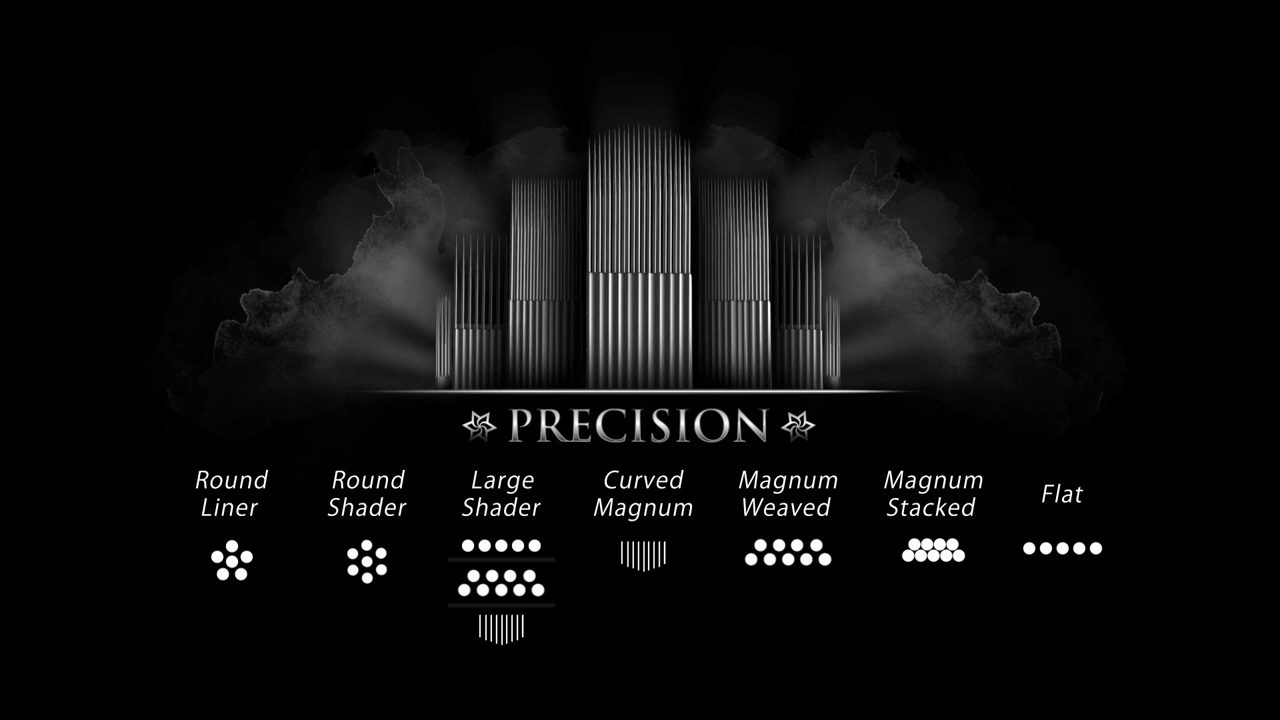 PRECISION
Round
Liner
Round
Shader
Large
Shader
Curved
Magnum
Magnum
Weaved
Magnum
Stacked
Flat